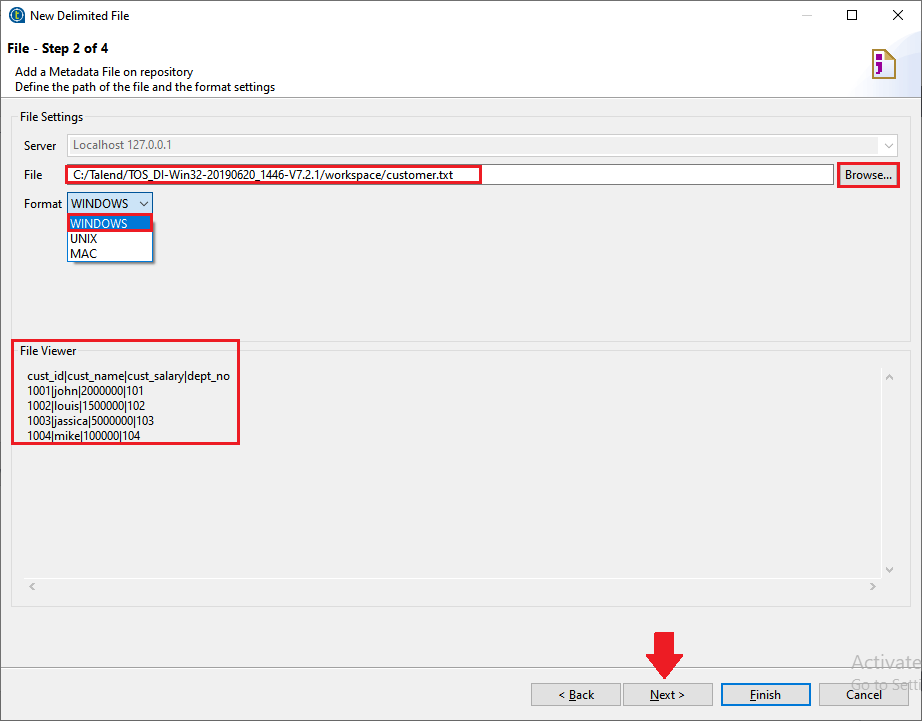 New Delimited File
File - Step 2 of 4
Add a Metadata File on repository
Define the path of the file and the format settings
File Settings
Server Localhost 127.0.0.1
File C:/Talend/TOS_DI-Win32-20190620_1446-V7.2.1/workspace/customer.txt Browse...
Format WINDOWS
WINDOWS
UNIX
MAC
File Viewer
cust_id|cust_name|cust_salary|dept_no
1001|john|2000000|101
1002|louis|1500000|102
1003|jassica|5000000|103
1004|mike|100000|104
Activate
Go to Setti
< Back Next > Finish Cancel